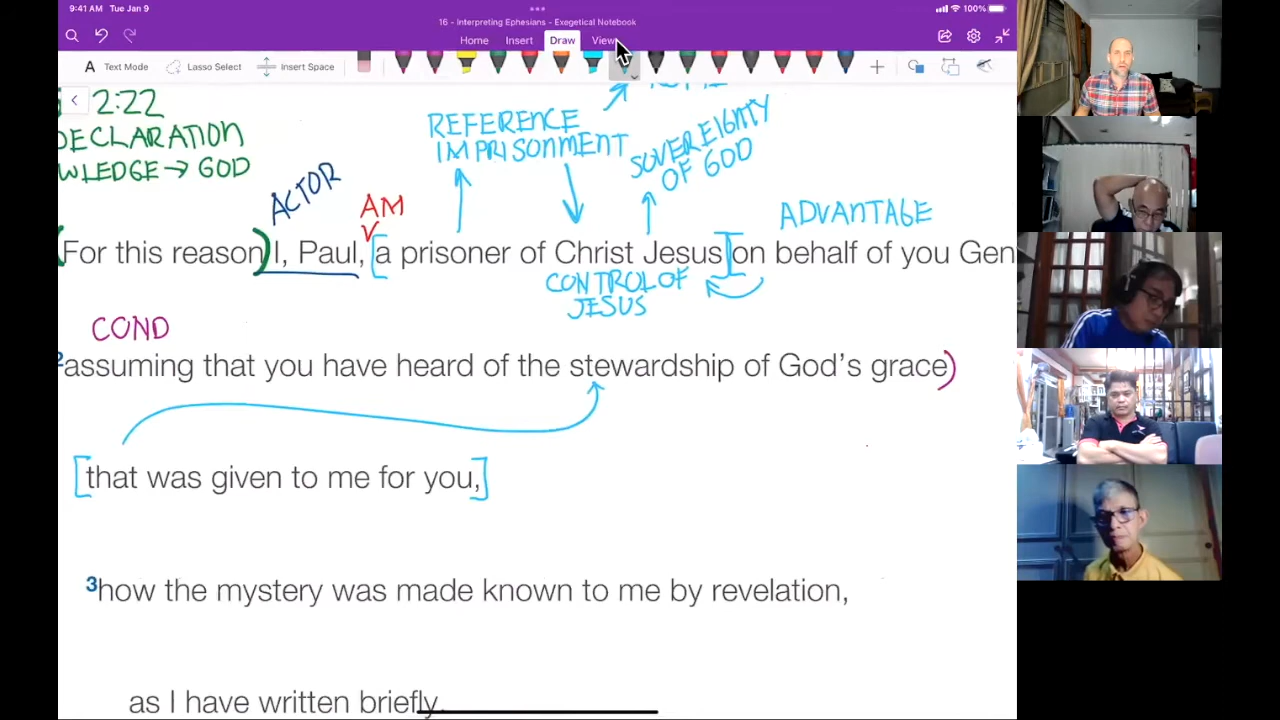 9:41 AM Tue Jan 9
100%
16 - Interpreting Ephesians - Exegetical Notebook
Home Insert Draw View
A Text Mode Lasso Select Insert Space
2:22
DECLARATION
WLEDGE → GOD
REFERENCE
IMPRISONMENT
SOVEREIGNTY
OF GOD
ACTOR
AM
ADVANTAGE
(For this reason) I, Paul, [a prisoner of Christ Jesus] on behalf of you Gen
CONTROL OF
JESUS
COND
2assuming that you have heard of the stewardship of God's grace)
[that was given to me for you,]
3how the mystery was made known to me by revelation,
as I have written briefly.